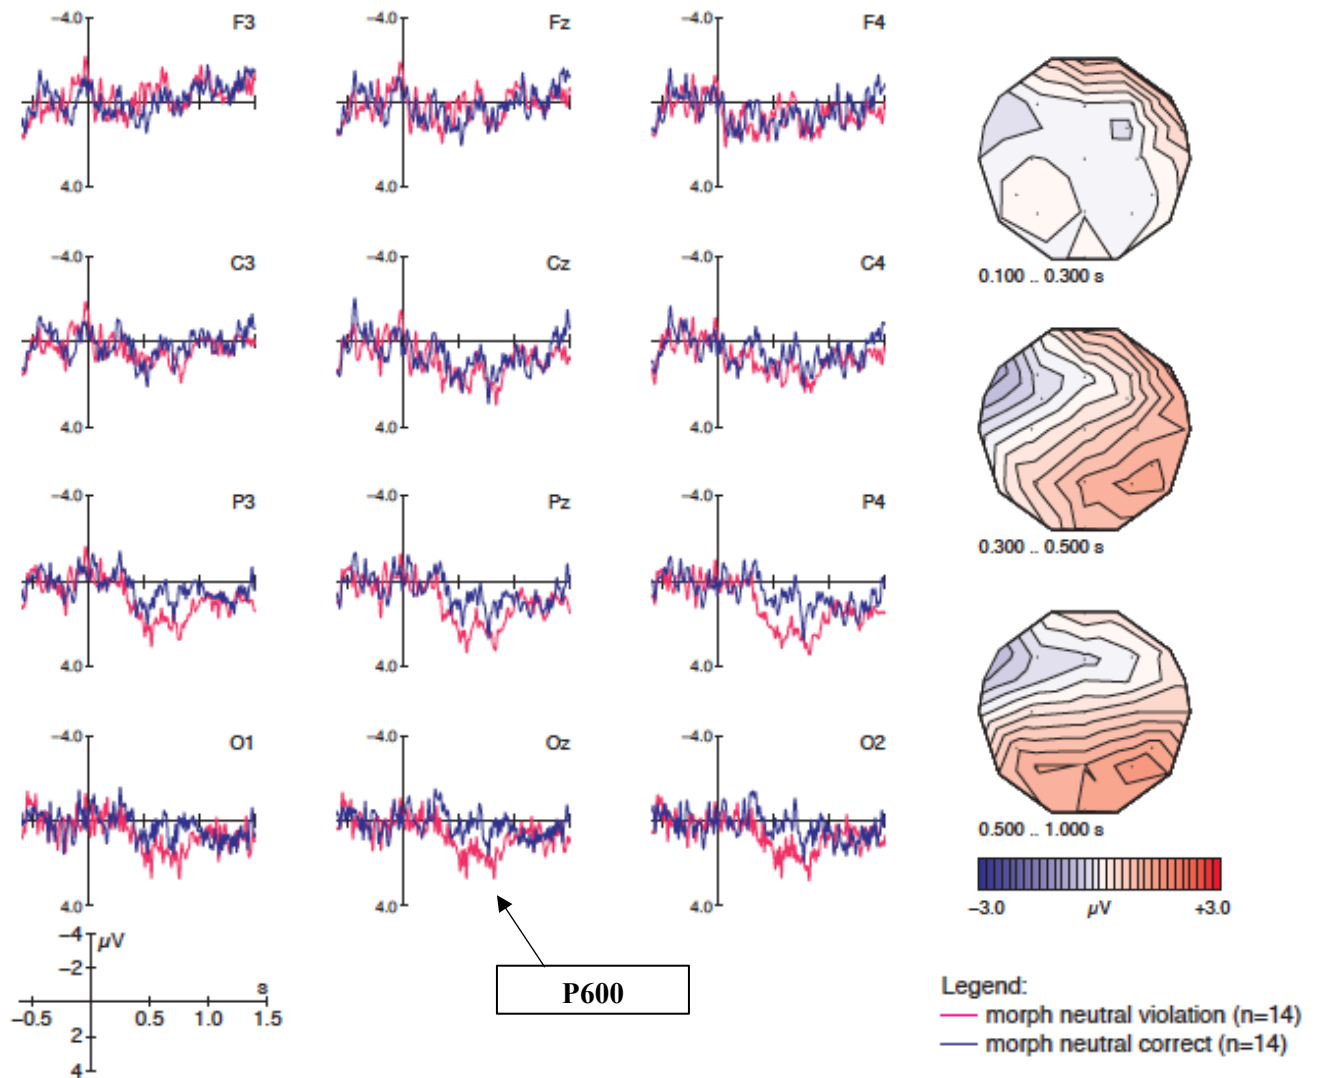 -4.0 F3
4.0
-4.0 Fz
4.0
-4.0 F4
4.0
0.100 .. 0.300 s
-4.0 C3
4.0
-4.0 Cz
4.0
-4.0 C4
4.0
0.300 .. 0.500 s
-4.0 P3
4.0
-4.0 Pz
4.0
-4.0 P4
4.0
0.500 .. 1.000 s
-4.0 O1
4.0
-4.0 Oz
4.0
-4.0 O2
4.0
-3.0 µV +3.0
-4 µV
-2
s
-0.5 0.5 1.0 1.5
2
4
P600
Legend:
morph neutral violation (n=14)
morph neutral correct (n=14)